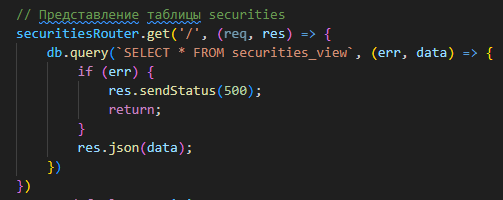 // Представление таблицы securities
securitiesRouter.get('/', (req, res) => {
    db.query(`SELECT * FROM securities_view`, (err, data) => {
        if (err) {
            res.sendStatus(500);
            return;
        }
        res.json(data);
    })
})